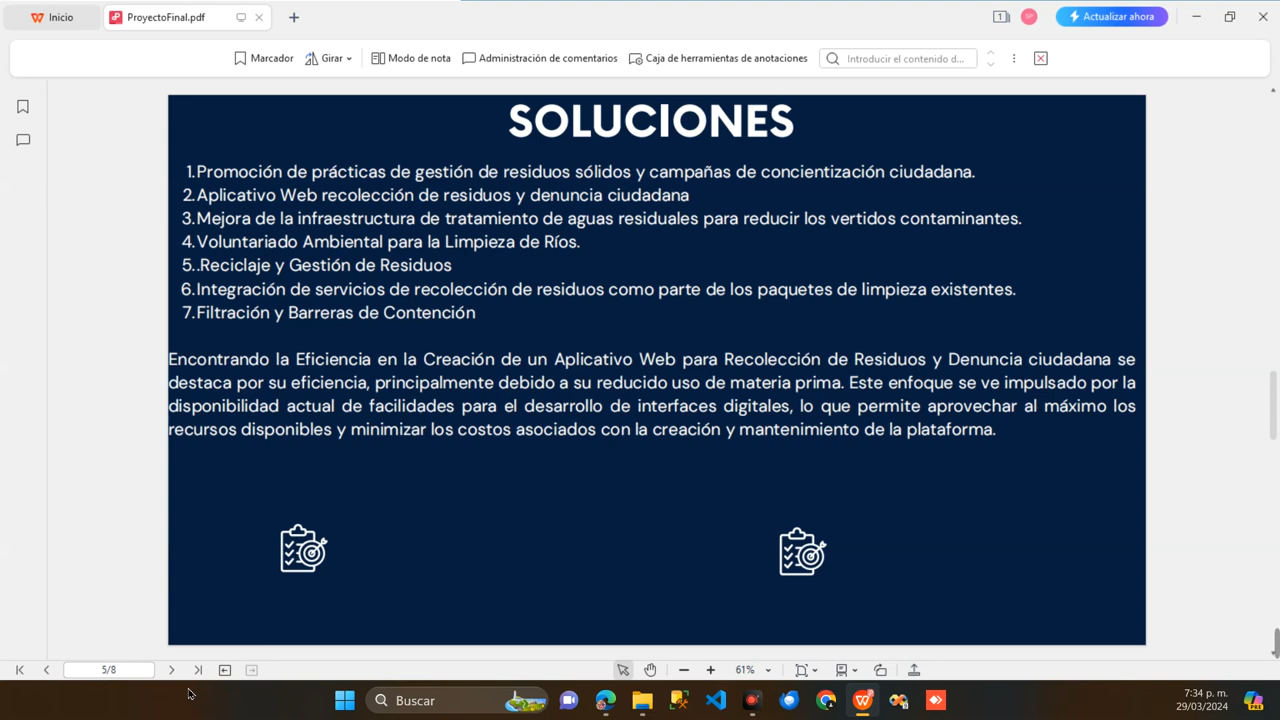 Inicio
ProyectoFinal.pdf
1
SP
Actualizar ahora
Marcador
Girar
Modo de nota
Administración de comentarios
Caja de herramientas de anotaciones
Introducir el contenido d...
SOLUCIONES
1.Promoción de prácticas de gestión de residuos sólidos y campañas de concientización ciudadana.
2.Aplicativo Web recolección de residuos y denuncia ciudadana
3.Mejora de la infraestructura de tratamiento de aguas residuales para reducir los vertidos contaminantes.
4.Voluntariado Ambiental para la Limpieza de Ríos.
5..Reciclaje y Gestión de Residuos
6.Integración de servicios de recolección de residuos como parte de los paquetes de limpieza existentes.
7.Filtración y Barreras de Contención
Encontrando la Eficiencia en la Creación de un Aplicativo Web para Recolección de Residuos y Denuncia ciudadana se
destaca por su eficiencia, principalmente debido a su reducido uso de materia prima. Este enfoque se ve impulsado por la
disponibilidad actual de facilidades para el desarrollo de interfaces digitales, lo que permite aprovechar al máximo los
recursos disponibles y minimizar los costos asociados con la creación y mantenimiento de la plataforma.
5/8
61%
Buscar
7:34 p. m.
29/03/2024